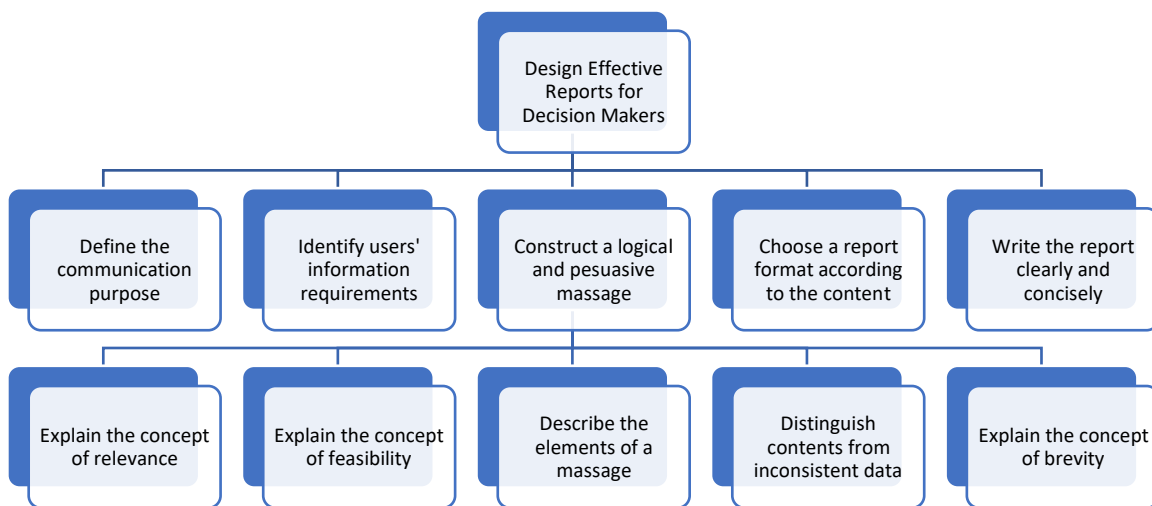 Design Effective
Reports for
Decision Makers
Define the
communication
purpose
Identify users'
information
requirements
Construct a logical
and pesuasive
massage
Choose a report
format according
to the content
Write the report
clearly and
concisely
Explain the concept
of relevance
Explain the concept
of feasibility
Describe the
elements of a
massage
Distinguish
contents from
inconsistent data
Explain the concept
of brevity